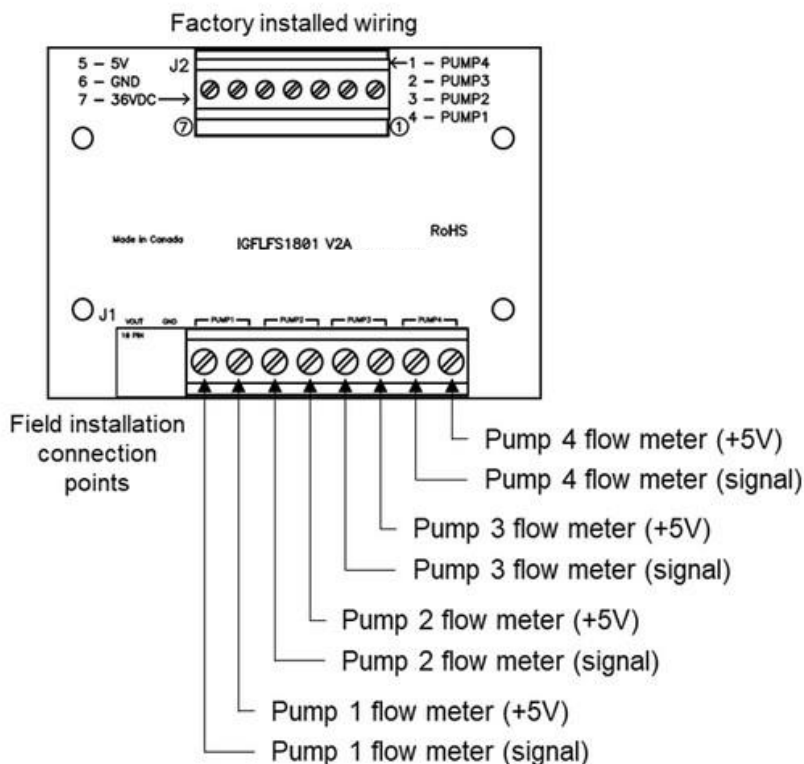 Factory installed wiring
5 – 5V
6 – GND
7 – 36VDC
J2
1 – PUMP4
2 – PUMP3
3 – PUMP2
4 – PUMP1
7
1
Made in Canada
IGFLFS1801 V2A
RoHS
J1
VOUT
GND
PUMP1
PUMP2
PUMP3
PUMP4
Field installation
connection
points
Pump 4 flow meter (+5V)
Pump 4 flow meter (signal)
Pump 3 flow meter (+5V)
Pump 3 flow meter (signal)
Pump 2 flow meter (+5V)
Pump 2 flow meter (signal)
Pump 1 flow meter (+5V)
Pump 1 flow meter (signal)